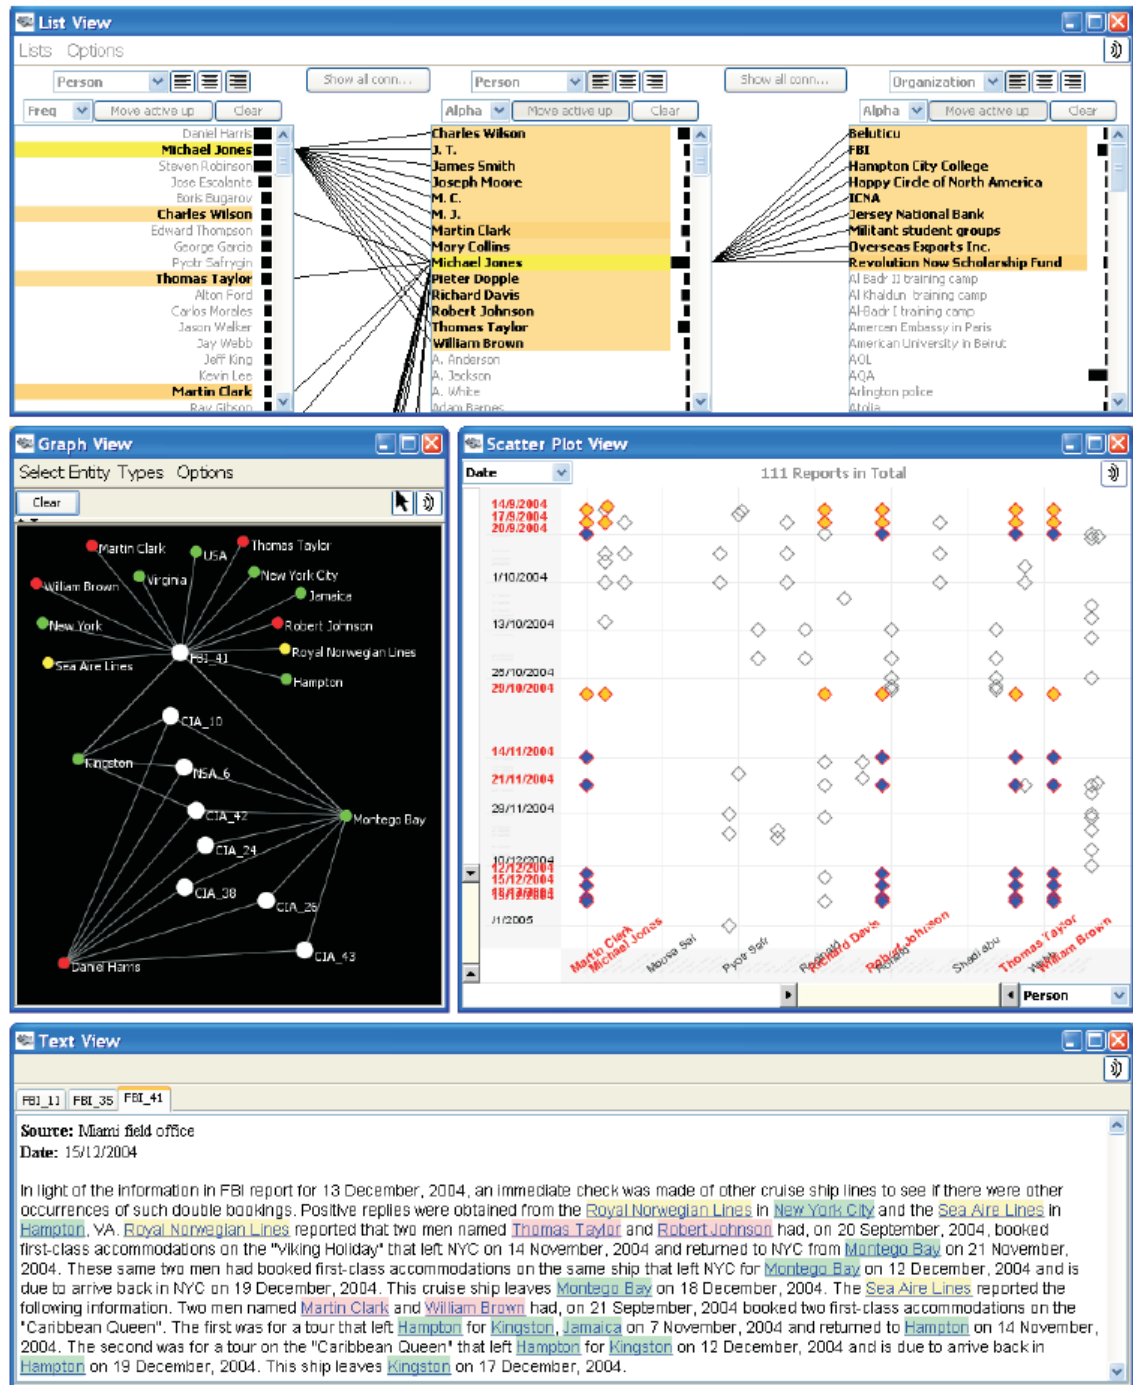 List View
Lists Options
Person Show all conn... Person Show all conn... Organization
Freq Move active up Clear Alpha Move active up Clear Alpha Move active up Clear
Daniel Harris Charles Wilson Beluticu
Michael Jones J. T. FBI
Steven Robinson James Smith Hampton City College
Jose Escalante Joseph Moore Happy Circle of North America
Boris Bugarov M. C. ICNA
Charles Wilson M. J. Jersey National Bank
Edward Thompson Martin Clark Militant student groups
George Garcia Mary Collins Overseas Exports Inc.
Pyotr Safrygin Michael Jones Revolution Now Scholarship Fund
Thomas Taylor Pieter Dopple Al Badr II training camp
Alton Ford Richard Davis Al Khaldun training camp
Carlos Morales Robert Johnson Al-Badr I training camp
Jason Walker Thomas Taylor American Embassy in Paris
Jay Webb William Brown American University in Beirut
Jeff King A. Anderson AOL
Kevin Lee A. Jackson AQA
Martin Clark A. White Arlington police
Ray Gibson Adam Barnes
Graph View
Select Entity Types Options
Clear
Martin Clark
USA
Thomas Taylor
William Brown
Virginia
New York City
Jamaica
New York
Robert Johnson
FBI_41
Royal Norwegian Lines
Sea Aire Lines
Hampton
CIA_10
Kingston
NSA_6
CIA_42
Montego Bay
CIA_24
CIA_38
CIA_26
CIA_43
Daniel Harris
Scatter Plot View
Date 111 Reports in Total
14/9/2004
17/9/2004
20/9/2004
1/10/2004
13/10/2004
25/10/2004
29/10/2004
14/11/2004
21/11/2004
28/11/2004
10/12/2004
12/12/2004
15/12/2004
19/12/2004
/1/2005
Martin Clark
Michael Jones
Moosa Sai
Pyotr Safr
Richard Davis
Robert Johnson
Shadi abu
Thomas Taylor
William Brown
Person
Text View
FBI_11 FBI_35 FBI_41
Source: Miami field office
Date: 15/12/2004
In light of the information in FBI report for 13 December, 2004, an immediate check was made of other cruise ship lines to see if there were other
occurrences of such double bookings. Positive replies were obtained from the Royal Norwegian Lines in New York City and the Sea Aire Lines in
Hampton, VA. Royal Norwegian Lines reported that two men named Thomas Taylor and Robert Johnson had, on 20 September, 2004, booked
first-class accommodations on the "Viking Holiday" that left NYC on 14 November, 2004 and returned to NYC from Montego Bay on 21 November,
2004. These same two men had booked first-class accommodations on the same ship that left NYC for Montego Bay on 12 December, 2004 and is
due to arrive back in NYC on 19 December, 2004. This cruise ship leaves Montego Bay on 18 December, 2004. The Sea Aire Lines reported the
following information. Two men named Martin Clark and William Brown had, on 21 September, 2004 booked two first-class accommodations on the
"Caribbean Queen". The first was for a tour that left Hampton for Kingston, Jamaica on 7 November, 2004 and returned to Hampton on 14 November,
2004. The second was for a tour on the "Caribbean Queen" that left Hampton for Kingston on 12 December, 2004 and is due to arrive back in
Hampton on 19 December, 2004. This ship leaves Kingston on 17 December, 2004.